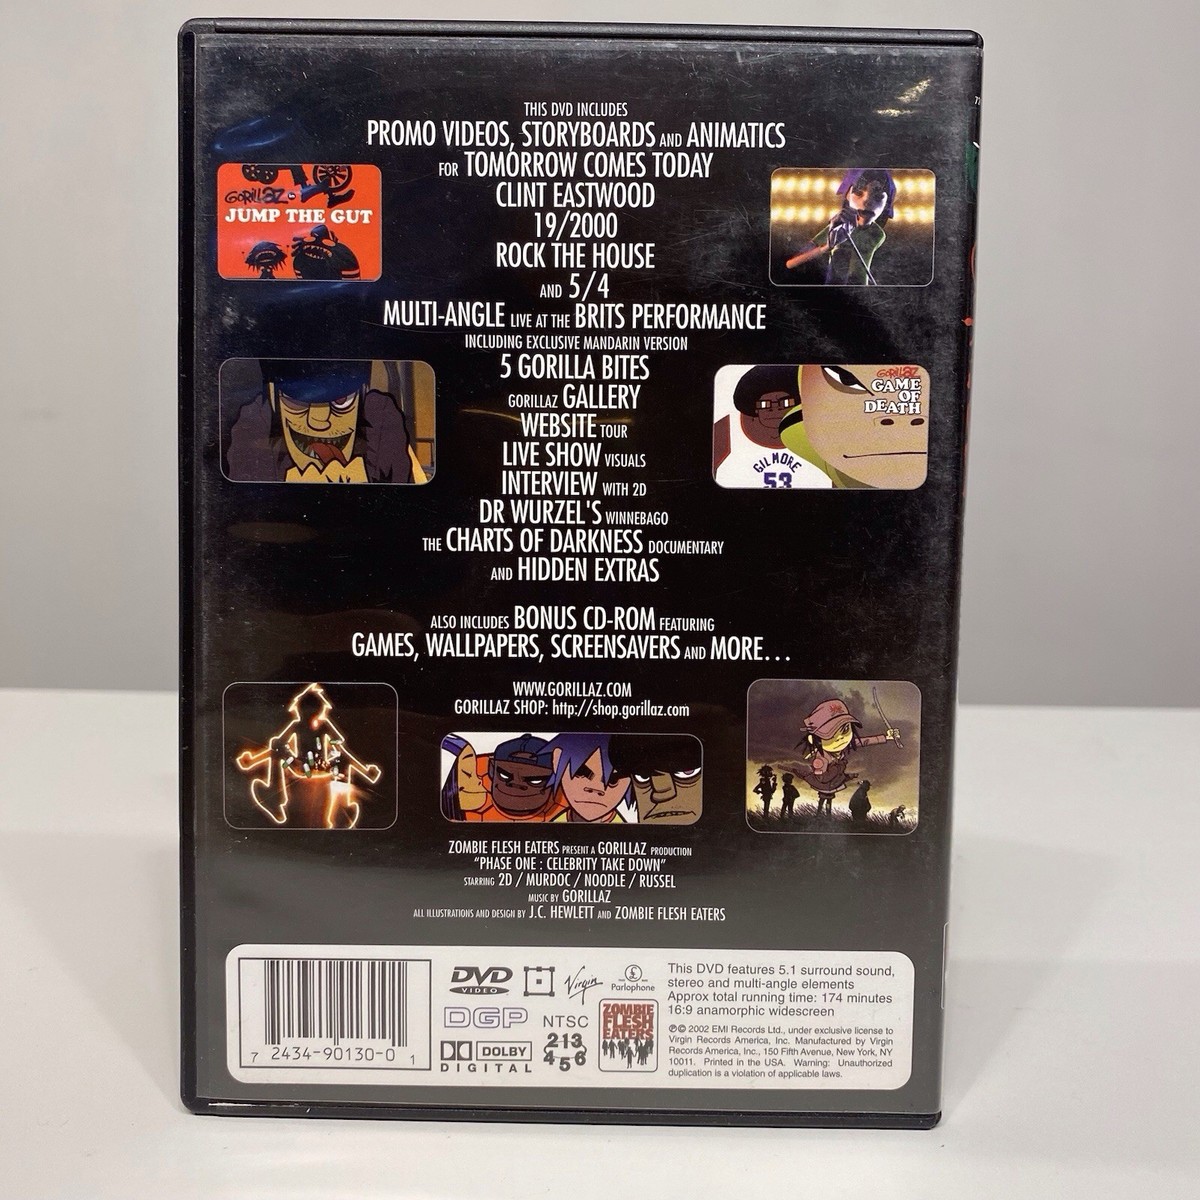 THIS DVD INCLUDES
PROMO VIDEOS, STORYBOARDS AND ANIMATICS
FOR TOMORROW COMES TODAY
CLINT EASTWOOD
19/2000
ROCK THE HOUSE
AND 5/4
MULTI-ANGLE LIVE AT THE BRITS PERFORMANCE
INCLUDING EXCLUSIVE MANDARIN VERSION
5 GORILLA BITES
GORILLAZ GALLERY
WEBSITE TOUR
LIVE SHOW VISUALS
INTERVIEW WITH 2D
DR WURZEL'S WINNEBAGO
THE CHARTS OF DARKNESS DOCUMENTARY
AND HIDDEN EXTRAS
GORILLAZ
JUMP THE GUT
GORILLAZ
GAME
OF
DEATH
GILMORE
53
ALSO INCLUDES BONUS CD-ROM FEATURING
GAMES, WALLPAPERS, SCREENSAVERS AND MORE...
WWW.GORILLAZ.COM
GORILLAZ SHOP: http://shop.gorillaz.com
ZOMBIE FLESH EATERS PRESENT A GORILLAZ PRODUCTION
"PHASE ONE : CELEBRITY TAKE DOWN"
STARRING 2D / MURDOC / NOODLE / RUSSEL
MUSIC BY GORILLAZ
ALL ILLUSTRATIONS AND DESIGN BY J.C. HEWLETT AND ZOMBIE FLESH EATERS
7 2434-90130-0 1
DVD
VIDEO
Virgin
£
Parlophone
DGP
NTSC
DOLBY
DIGITAL
213
456
ZOMBIE
FLESH
EATERS
This DVD features 5.1 surround sound,
stereo and multi-angle elements
Approx total running time: 174 minutes
16:9 anamorphic widescreen
℗© 2002 EMI Records Ltd., under exclusive license to
Virgin Records America, Inc. Manufactured by Virgin
Records America, Inc., 150 Fifth Avenue, New York, NY
10011. Printed in the USA. Warning: Unauthorized
duplication is a violation of applicable laws.